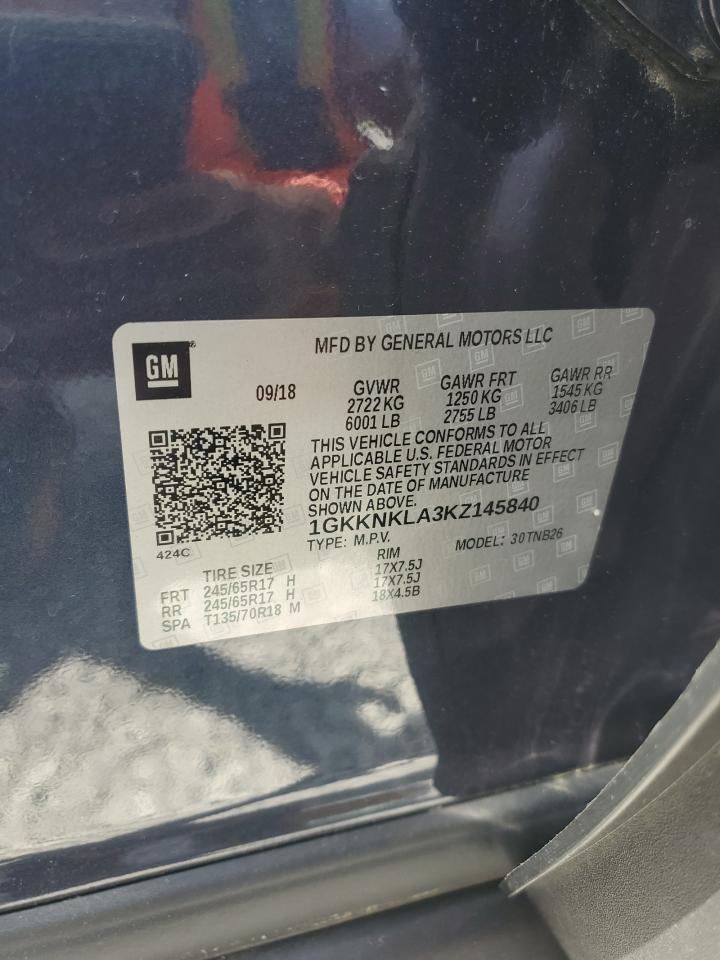 GM
MFD BY GENERAL MOTORS LLC
09/18
GVWR
2722 KG
6001 LB
GAWR FRT
1250 KG
2755 LB
GAWR RR
1545 KG
3406 LB
THIS VEHICLE CONFORMS TO ALL
APPLICABLE U.S. FEDERAL MOTOR
VEHICLE SAFETY STANDARDS IN EFFECT
ON THE DATE OF MANUFACTURE
SHOWN ABOVE.
1GKKNKLA3KZ145840
TYPE: M.P.V. MODEL: 30TNB26
424C
TIRE SIZE RIM
FRT 245/65R17 H 17X7.5J
RR 245/65R17 H 17X7.5J
SPA T135/70R18 M 18X4.5B